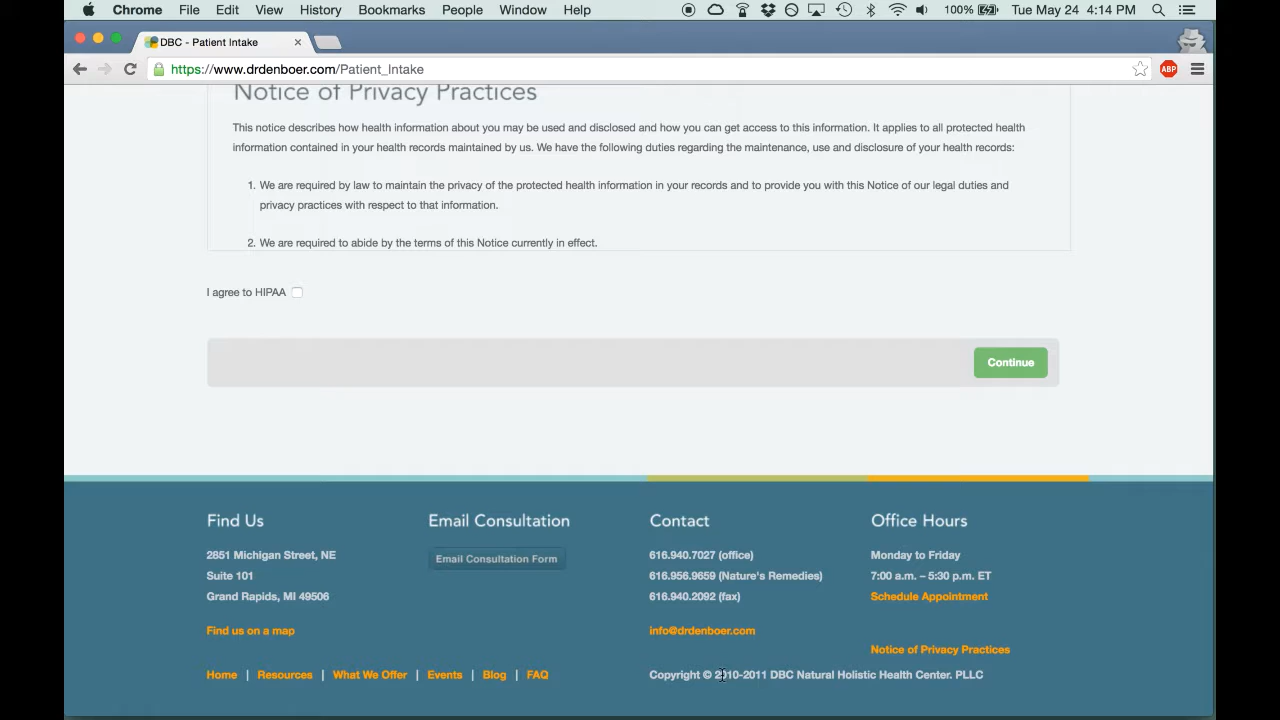 Chrome File Edit View History Bookmarks People Window Help 100% Tue May 24 4:14 PM
DBC - Patient Intake
https://www.drdenboer.com/Patient_Intake ABP
Notice of Privacy Practices
This notice describes how health information about you may be used and disclosed and how you can get access to this information. It applies to all protected health
information contained in your health records maintained by us. We have the following duties regarding the maintenance, use and disclosure of your health records:
1. We are required by law to maintain the privacy of the protected health information in your records and to provide you with this Notice of our legal duties and
privacy practices with respect to that information.
2. We are required to abide by the terms of this Notice currently in effect.
I agree to HIPAA
Continue
Find Us
2851 Michigan Street, NE
Suite 101
Grand Rapids, MI 49506
Find us on a map
Email Consultation
Email Consultation Form
Contact
616.940.7027 (office)
616.956.9659 (Nature's Remedies)
616.940.2092 (fax)
info@drdenboer.com
Office Hours
Monday to Friday
7:00 a.m. – 5:30 p.m. ET
Schedule Appointment
Notice of Privacy Practices
Home | Resources | What We Offer | Events | Blog | FAQ
Copyright © 2010-2011 DBC Natural Holistic Health Center. PLLC